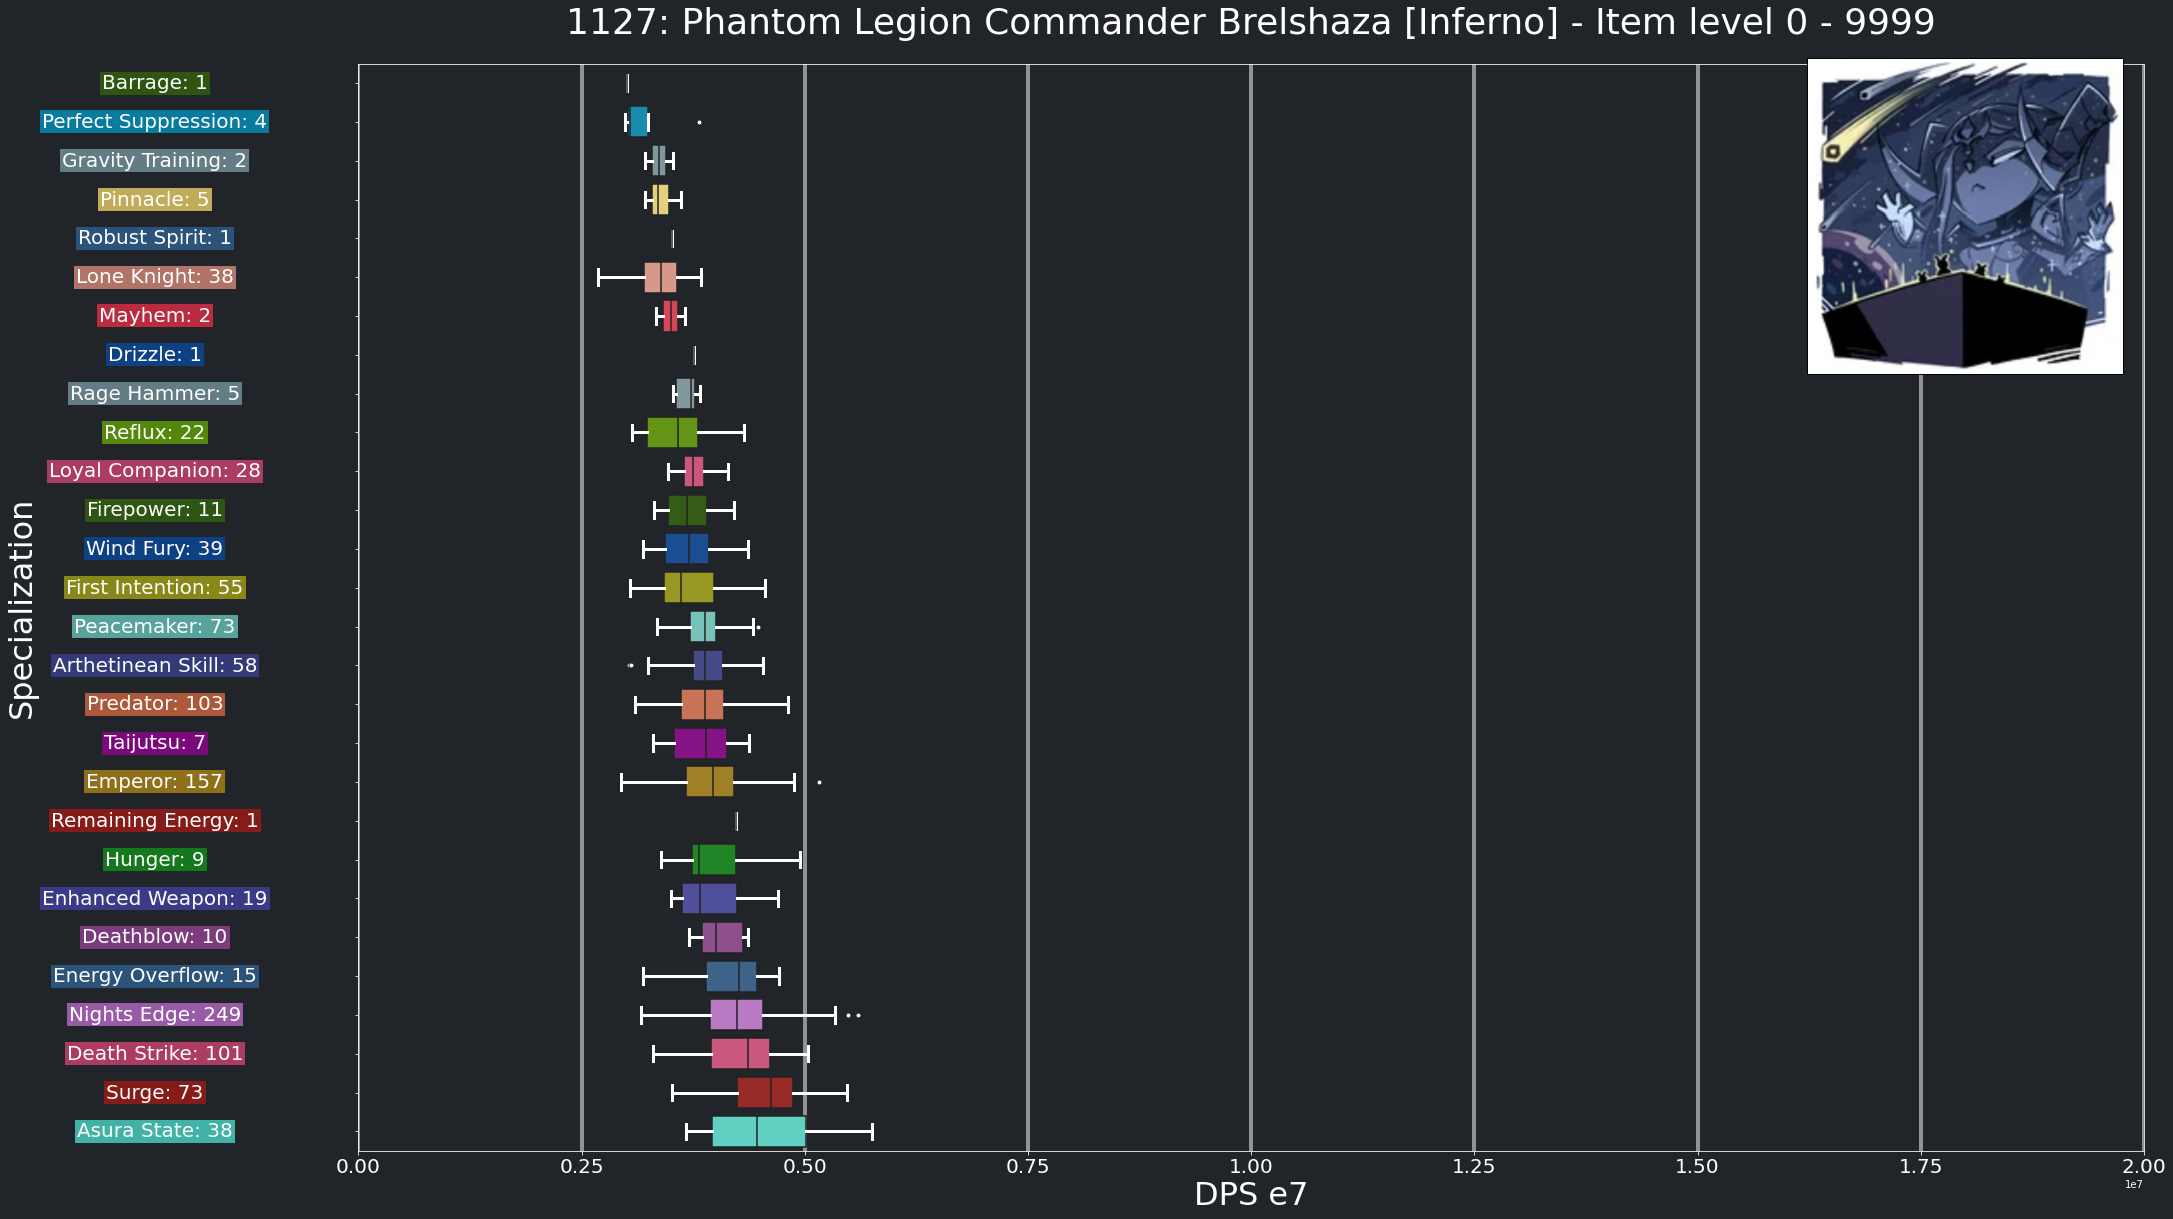 1127: Phantom Legion Commander Brelshaza [Inferno] - Item level 0 - 9999
Specialization
Barrage: 1
Perfect Suppression: 4
Gravity Training: 2
Pinnacle: 5
Robust Spirit: 1
Lone Knight: 38
Mayhem: 2
Drizzle: 1
Rage Hammer: 5
Reflux: 22
Loyal Companion: 28
Firepower: 11
Wind Fury: 39
First Intention: 55
Peacemaker: 73
Arthetinean Skill: 58
Predator: 103
Taijutsu: 7
Emperor: 157
Remaining Energy: 1
Hunger: 9
Enhanced Weapon: 19
Deathblow: 10
Energy Overflow: 15
Nights Edge: 249
Death Strike: 101
Surge: 73
Asura State: 38
0.00 0.25 0.50 0.75 1.00 1.25 1.50 1.75 2.00
1e7
DPS e7